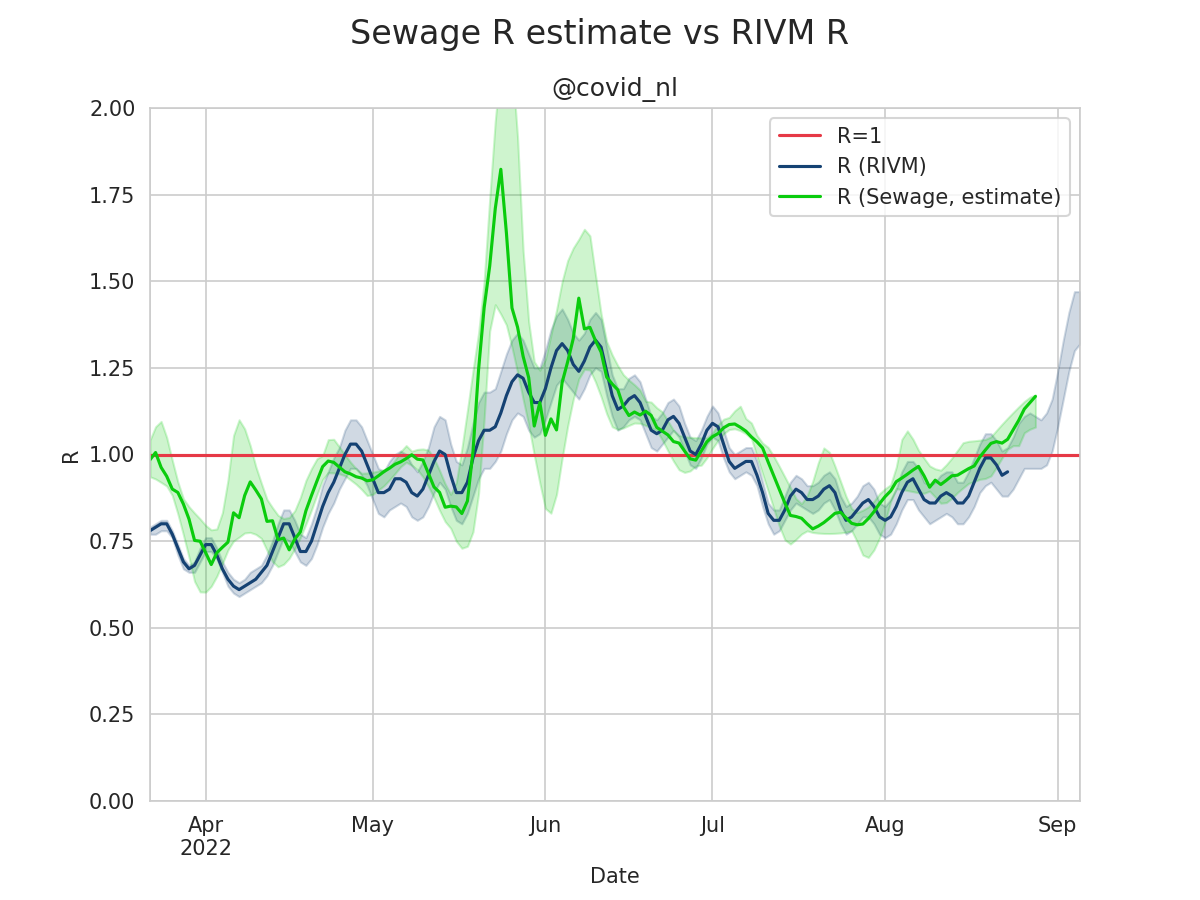 Sewage R estimate vs RIVM R
@covid_nl
2.00
1.75
1.50
1.25
1.00
0.75
0.50
0.25
0.00
R
R=1
R (RIVM)
R (Sewage, estimate)
Apr May Jun Jul Aug Sep
2022
Date